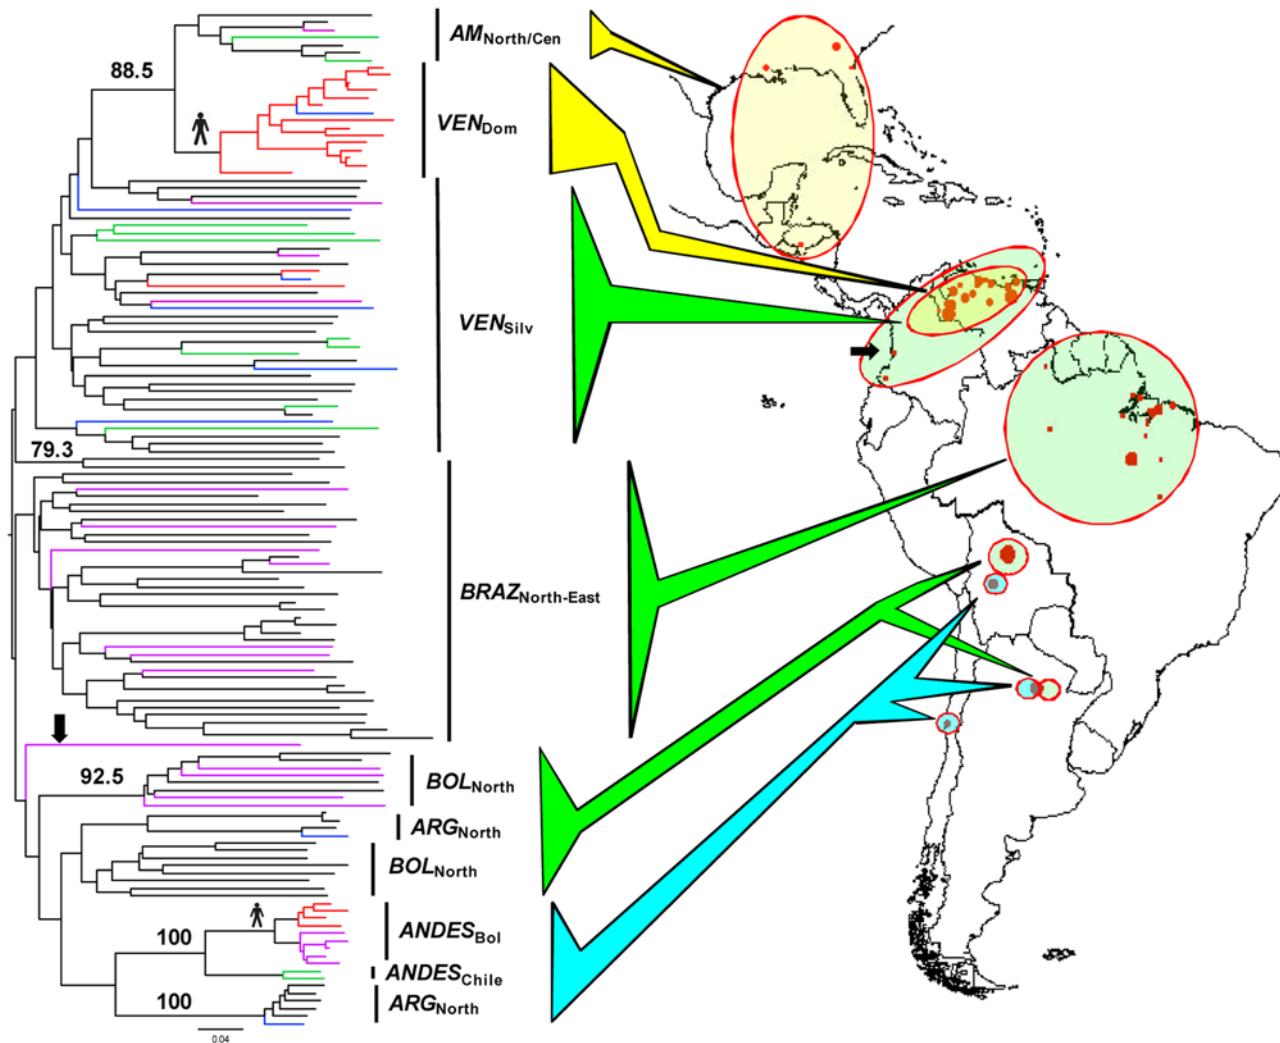 AMNorth/Cen
88.5
VENDom
VENSilv
79.3
BRAZNorth-East
92.5
BOLNorth
ARGNorth
BOLNorth
ANDESBol
100
ANDESChile
100
ARGNorth
0.04